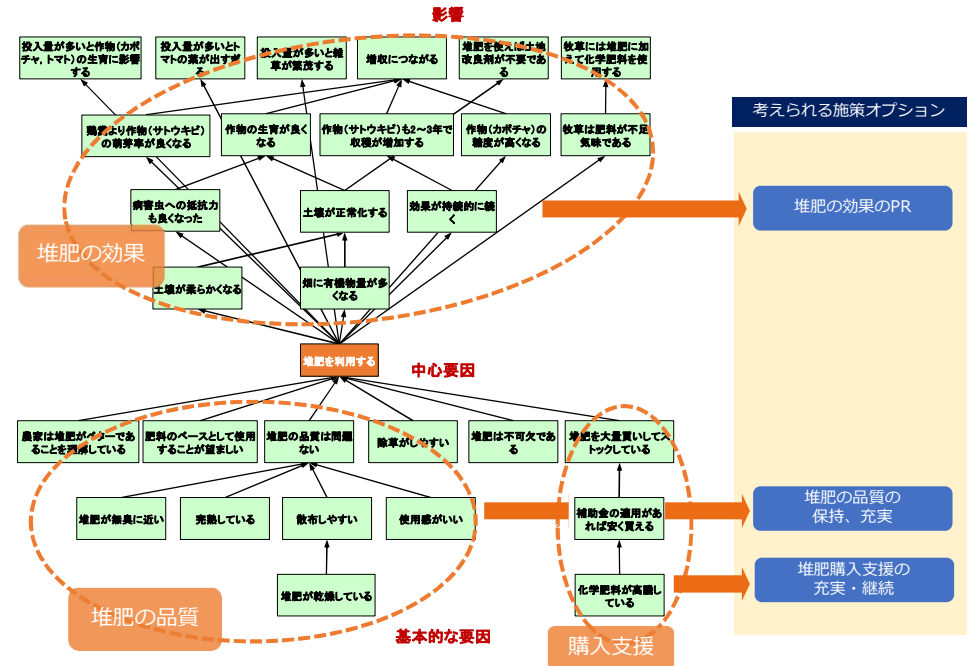 影響
投入量が多いと作物(カボ
チャ, トマト)の生育に影響
する
投入量が多いとト
マトの葉が出すぎ
る
投入量が多いと雑
草が繁茂する
増収につながる
堆肥を使えば土地
改良剤が不要であ
る
牧草には堆肥に加
えて化学肥料を使
用する
考えられる施策オプション
鶏糞より作物(サトウキビ)
の萌芽率が良くなる
作物の生育が良く
なる
作物(サトウキビ)も2～3年で
収穫が増加する
作物(カボチャ)の
糖度が高くなる
牧草は肥料が不足
気味である
病害虫への抵抗力
も良くなった
土壌が正常化する
効果が持続的に続
く
堆肥の効果のPR
堆肥の効果
土壌が柔らかくなる
畑に有機物量が多
くなる
堆肥を利用する
中心要因
農家は堆肥がベターであ
ることを理解している
肥料のベースとして使用
することが望ましい
堆肥の品質は問題
ない
除草がしやすい
堆肥は不可欠であ
る
堆肥を大量買いしてス
トックしている
堆肥が無臭に近い
完熟している
散布しやすい
使用感がいい
補助金の適用があ
れば安く買える
堆肥の品質の
保持、充実
堆肥が乾燥している
化学肥料が高騰し
ている
堆肥購入支援の
充実・継続
堆肥の品質
基本的な要因
購入支援